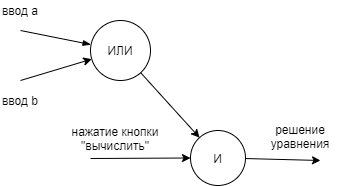 ввод a
ИЛИ
ввод b
нажатие кнопки
"вычислить"
И
решение
уравнения